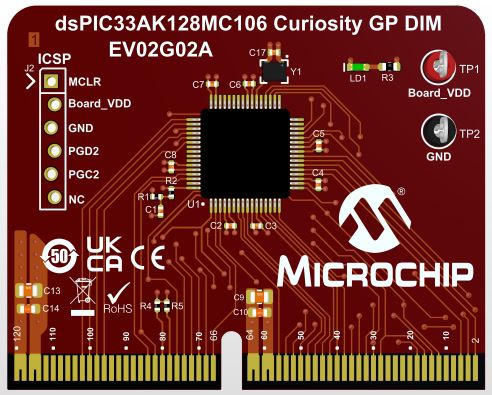 dsPIC33AK128MC106 Curiosity GP DIM
EV02G02A
1
ICSP
J2
MCLR
Board_VDD
GND
PGD2
PGC2
NC
C17
Y1
C7
C6
LD1
R3
TP1
Board_VDD
TP2
GND
C5
C4
C8
R2
R1
C1
U1
C2
C3
®
MICROCHIP
50
UK
CA
CE
RoHS
C13
C14
R4
R5
C9
C10
120
110
100
90
80
70
66
64
60
50
40
30
20
10
2